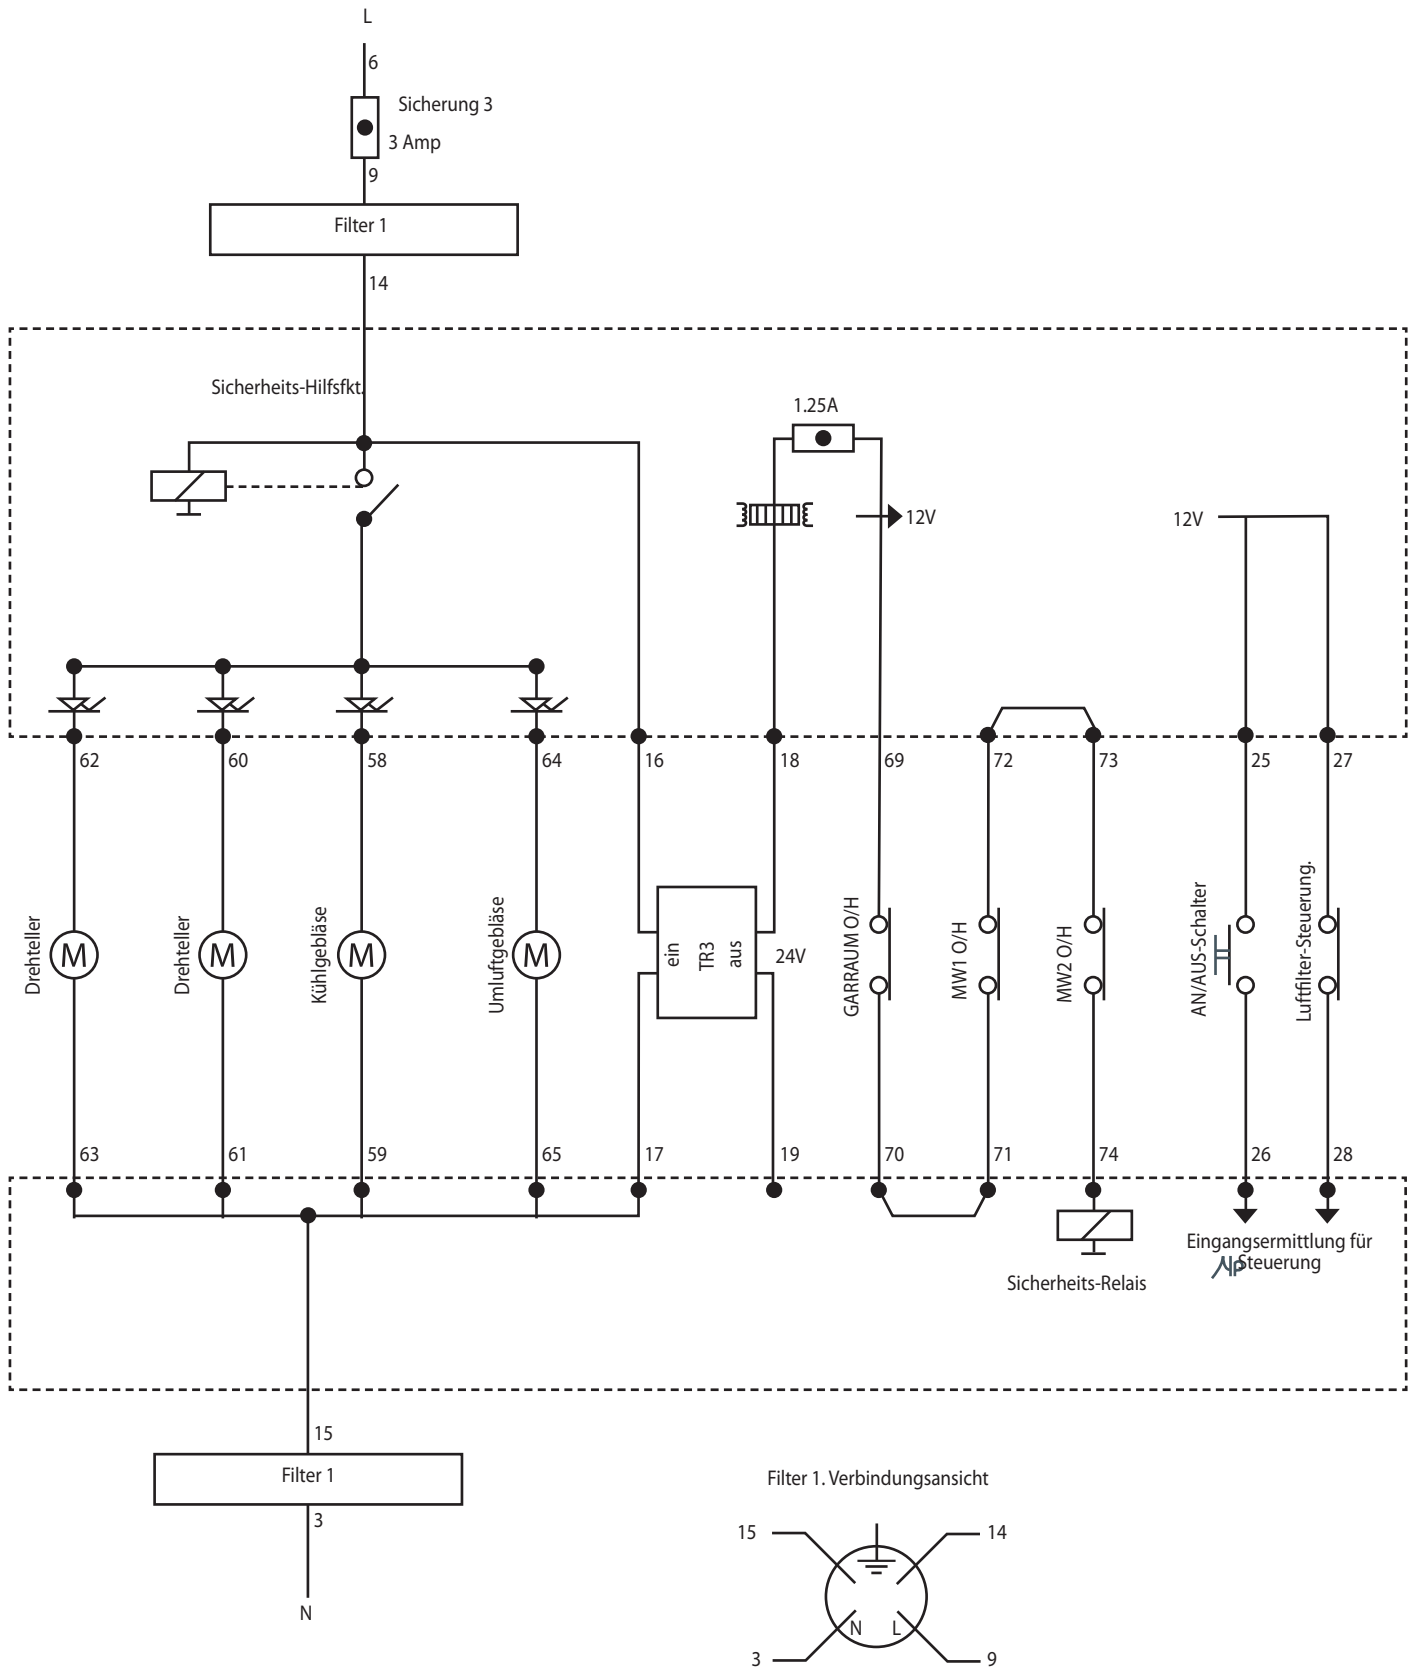 L
6
Sicherung 3
3 Amp
9
Filter 1
14
Sicherheits-Hilfsfkt.
1.25A
12V
12V
62
60
58
64
16
18
69
72
73
25
27
Drehteller
Drehteller
Kühlgebläse
Umluftgebläse
M
M
M
M
ein
TR3
aus
24V
GARRAUM O/H
MW1 O/H
MW2 O/H
AN/AUS-Schalter
Luftfilter-Steuerung.
63
61
59
65
17
19
70
71
74
26
28
Eingangsermittlung für
Steuerung
Sicherheits-Relais
15
Filter 1
3
N
Filter 1. Verbindungsansicht
15
14
N
L
3
9